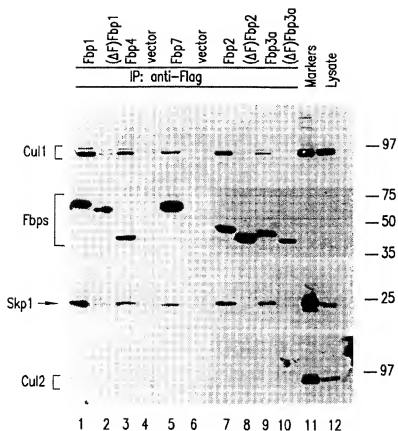 Fbp1
(ΔF)Fbp1
Fbp4
vector
Fbp7
vector
Fbp2
(ΔF)Fbp2
Fbp3a
(ΔF)Fbp3a
Markers
Lysate
IP: anti-Flag
Cul1
97
Fbps
75
50
35
Skp1
25
97
Cul2
1 2 3 4 5 6 7 8 9 10 11 12